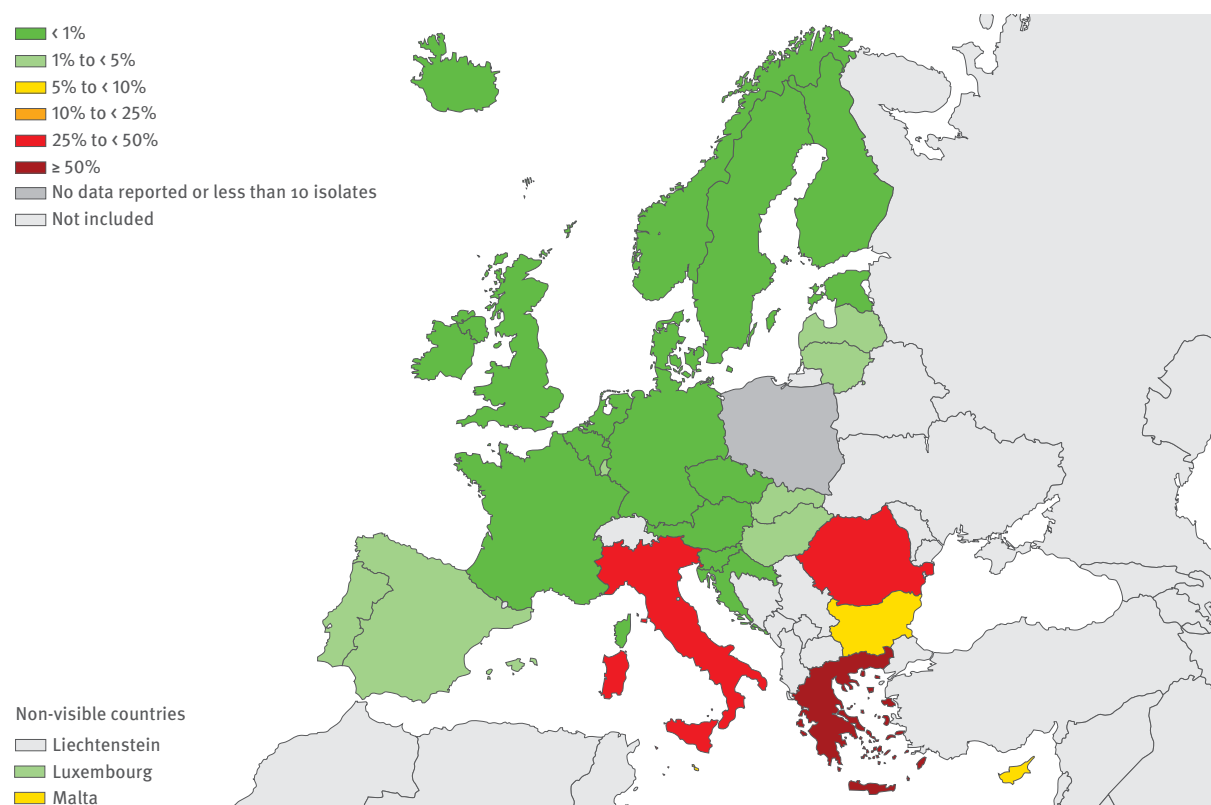 < 1%
1% to < 5%
5% to < 10%
10% to < 25%
25% to < 50%
≥ 50%
No data reported or less than 10 isolates
Not included
Non-visible countries
Liechtenstein
Luxembourg
Malta